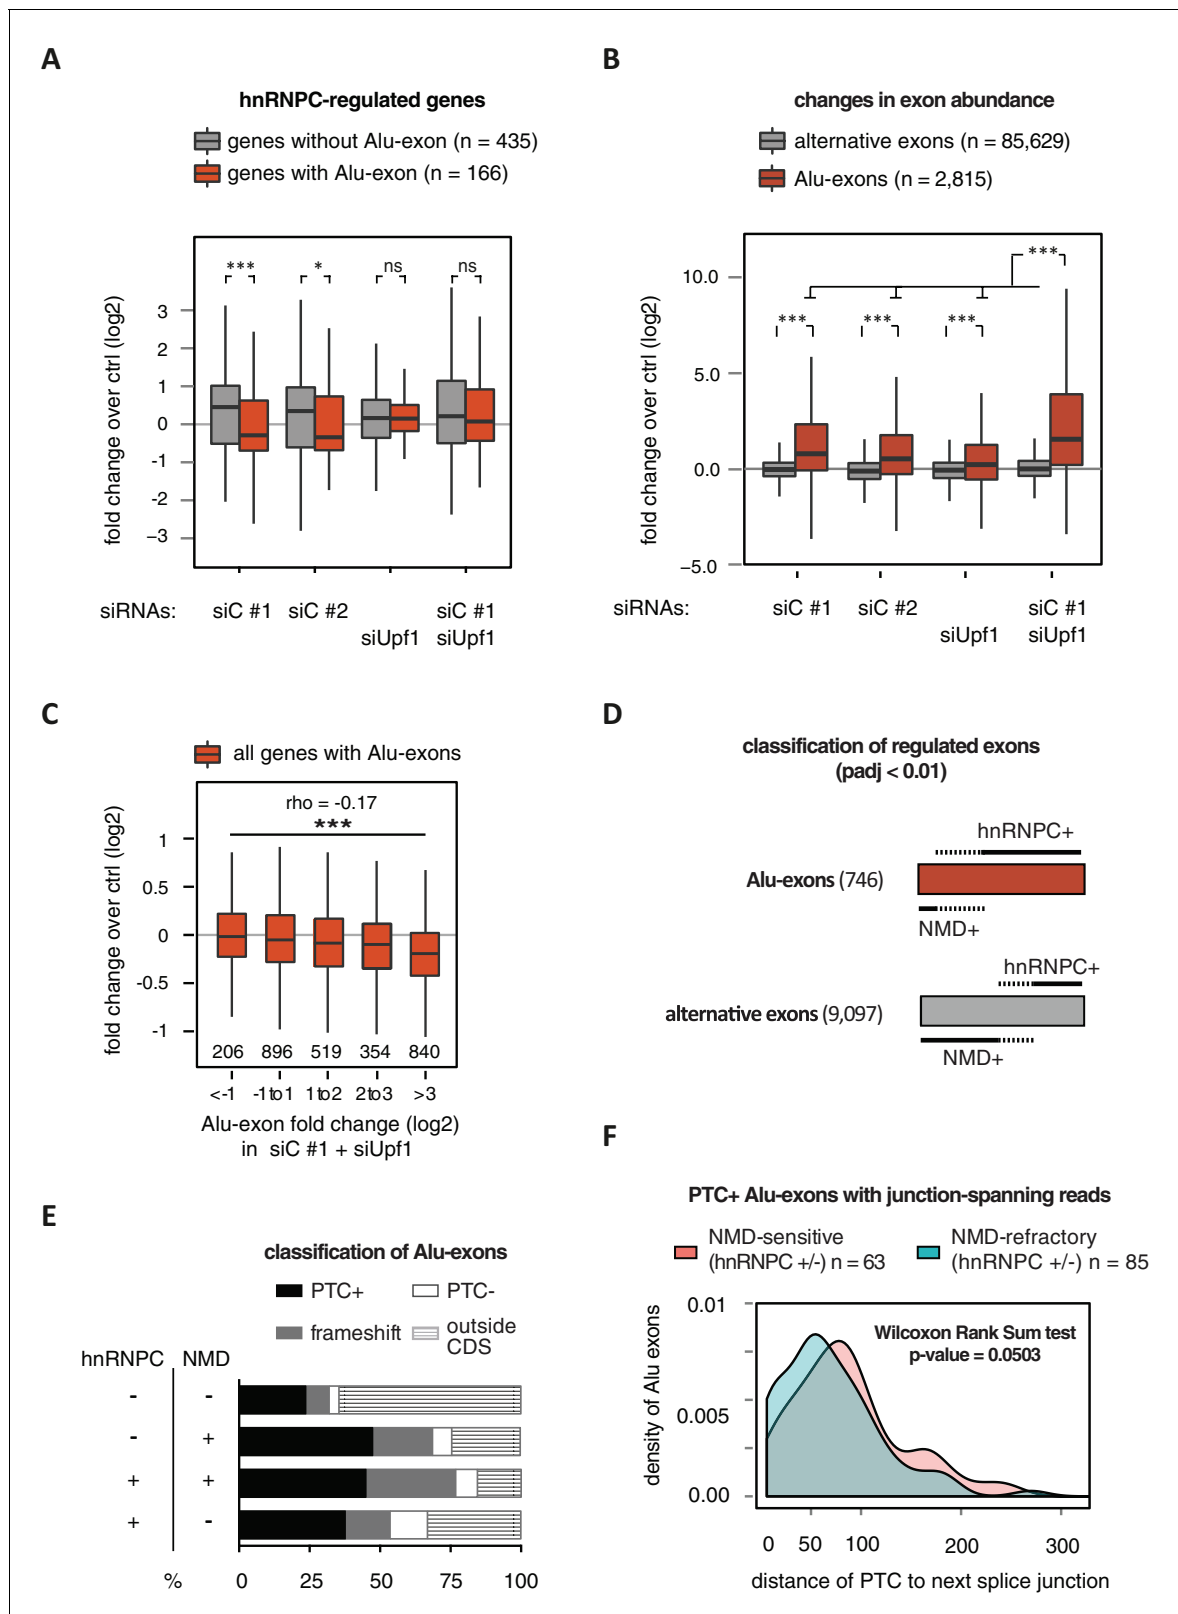 A
hnRNPC-regulated genes
genes without Alu-exon (n = 435)
genes with Alu-exon (n = 166)
fold change over ctrl (log2)
3
2
1
0
−1
−2
−3
***
*
ns
ns
siRNAs:
siC #1
siC #2
siUpf1
siC #1
siUpf1
B
changes in exon abundance
alternative exons (n = 85,629)
Alu-exons (n = 2,815)
fold change over ctrl (log2)
10.0
5.0
0.0
−5.0
***
***
***
***
siRNAs:
siC #1
siC #2
siUpf1
siC #1
siUpf1
C
all genes with Alu-exons
rho = -0.17
***
fold change over ctrl (log2)
1
0.5
0
-0.5
-1
206 896 519 354 840
<-1 -1to1 1to2 2to3 >3
Alu-exon fold change (log2)
in siC #1 + siUpf1
D
classification of regulated exons
(padj < 0.01)
hnRNPC+
Alu-exons (746)
NMD+
hnRNPC+
alternative exons (9,097)
NMD+
E
classification of Alu-exons
PTC+
PTC-
frameshift
outside
CDS
hnRNPC NMD
- -
- +
+ +
+ -
% 0 25 50 75 100
F
PTC+ Alu-exons with junction-spanning reads
NMD-sensitive
(hnRNPC +/-) n = 63
NMD-refractory
(hnRNPC +/-) n = 85
Wilcoxon Rank Sum test
p-value = 0.0503
density of Alu exons
0.01
0.005
0.00
0 50 100 200 300
distance of PTC to next splice junction